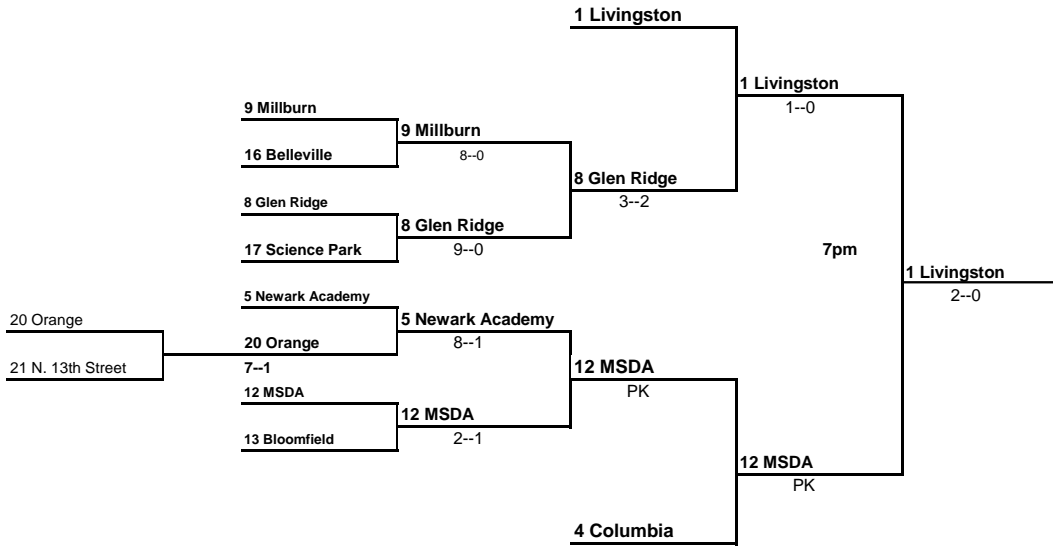 1 Livingston
1 Livingston
1--0
9 Millburn
9 Millburn
8--0
16 Belleville
8 Glen Ridge
3--2
8 Glen Ridge
8 Glen Ridge
9--0
17 Science Park
7pm
1 Livingston
2--0
5 Newark Academy
20 Orange
5 Newark Academy
8--1
20 Orange
7--1
21 N. 13th Street
12 MSDA
PK
12 MSDA
12 MSDA
2--1
13 Bloomfield
12 MSDA
PK
4 Columbia